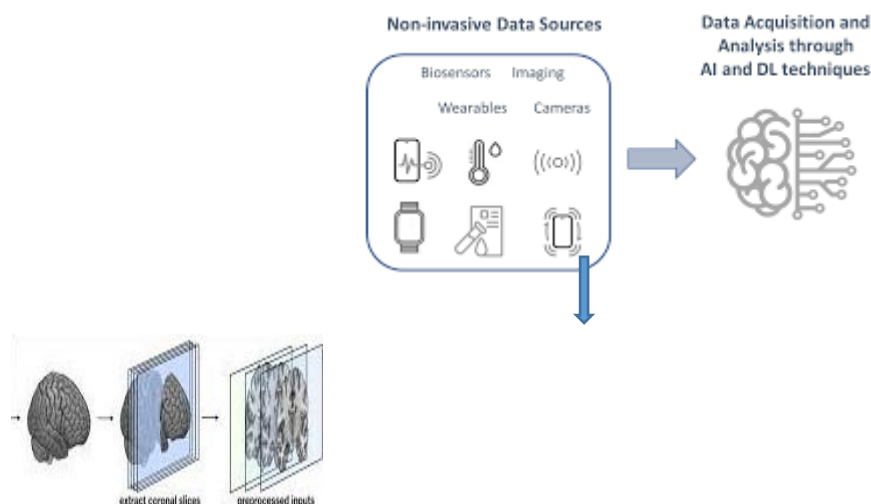 Non-invasive Data Sources
Data Acquisition and
Analysis through
AI and DL techniques
Biosensors Imaging
Wearables Cameras
extract coronal slices
preprocessed inputs